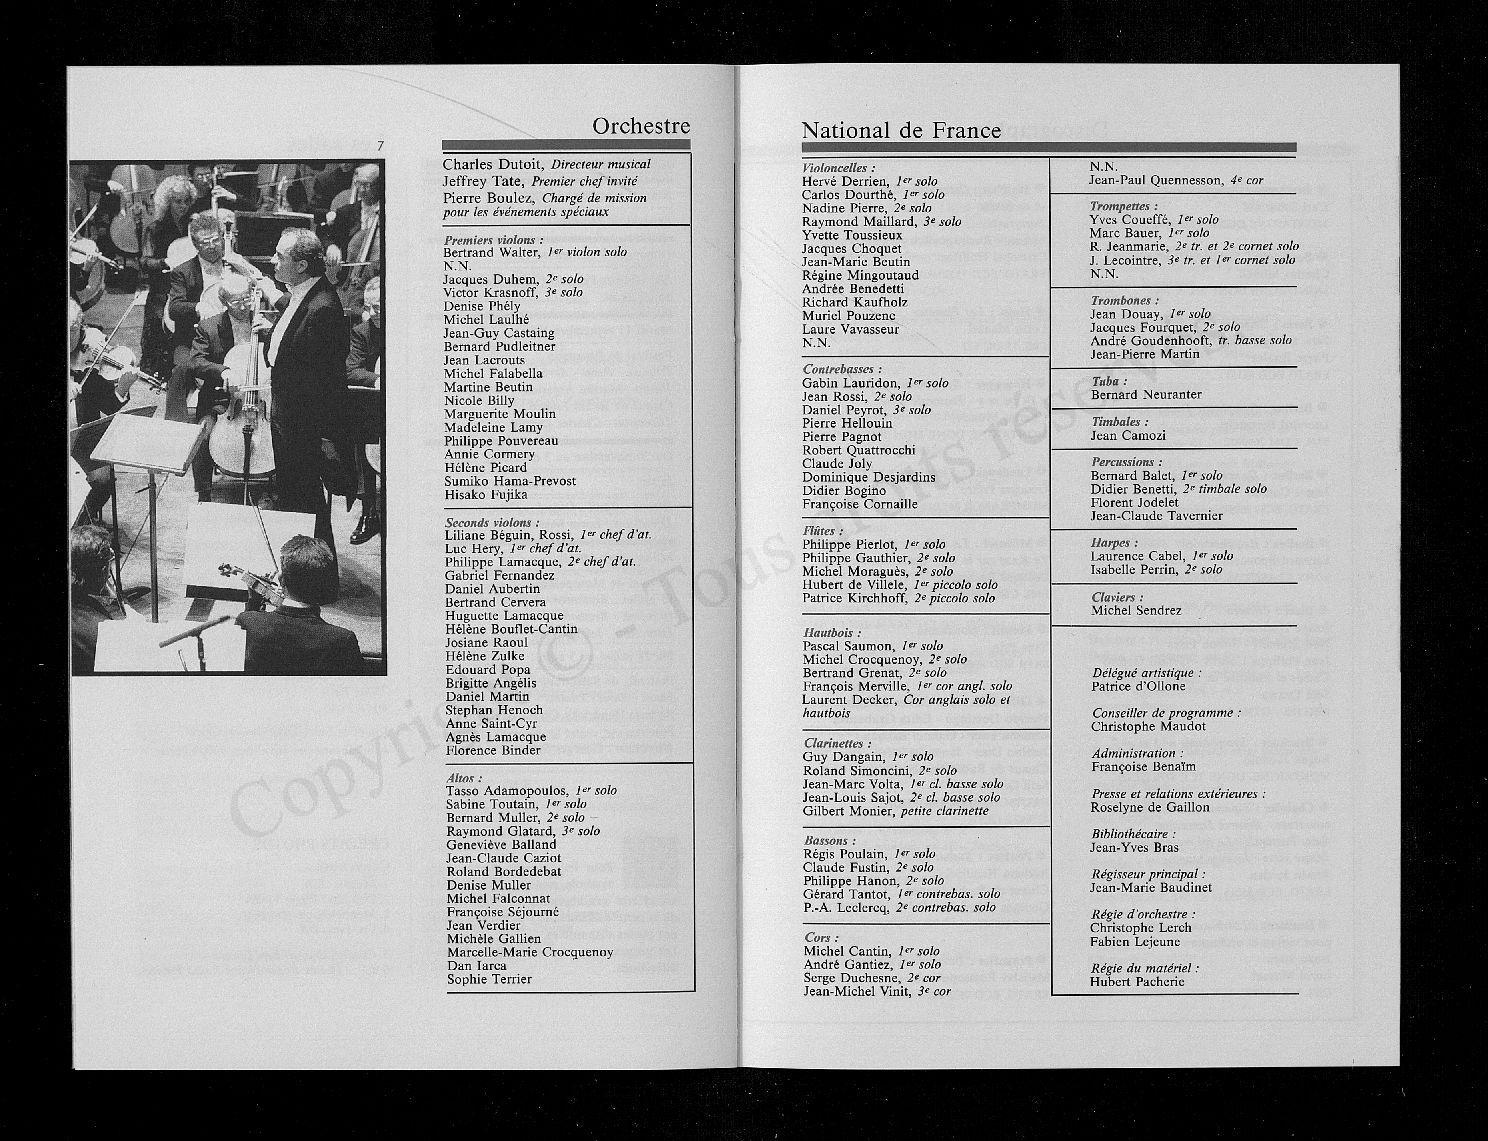 7
Orchestre
Charles Dutoit, Directeur musical
Jeffrey Tate, Premier chef invité
Pierre Boulez, Chargé de mission
pour les événements spéciaux
Premiers violons :
Bertrand Walter, 1er violon solo
N.N.
Jacques Duhem, 2e solo
Victor Krasnoff, 3e solo
Denise Phély
Michel Laulhé
Jean-Guy Castaing
Bernard Pudleitner
Jean Lacrouts
Michel Falabella
Martine Beutin
Nicole Billy
Marguerite Moulin
Madeleine Lamy
Philippe Pouvereau
Annie Cormery
Hélène Picard
Sumiko Hama-Prevost
Hisako Fujika
Seconds violons :
Liliane Béguin, Rossi, 1er chef d'at.
Luc Hery, 1er chef d'at.
Philippe Lamacque, 2e chef d'at.
Gabriel Fernandez
Daniel Aubertin
Bertrand Cervera
Huguette Lamacque
Hélène Bouflet-Cantin
Josiane Raoul
Hélène Zulke
Edouard Popa
Brigitte Angélis
Daniel Martin
Stephan Henoch
Anne Saint-Cyr
Agnès Lamacque
Florence Binder
Altos :
Tasso Adamopoulos, 1er solo
Sabine Toutain, 1er solo
Bernard Muller, 2e solo
Raymond Glatard, 3e solo
Geneviève Balland
Jean-Claude Caziot
Roland Bordedebat
Denise Muller
Michel Falconnat
Françoise Séjourné
Jean Verdier
Michèle Gallien
Marcelle-Marie Crocquenoy
Dan Iarca
Sophie Terrier
National de France
Violoncelles :
Hervé Derrien, 1er solo
Carlos Dourthé, 1er solo
Nadine Pierre, 2e solo
Raymond Maillard, 3e solo
Yvette Toussieux
Jacques Choquet
Jean-Marie Beutin
Régine Mingoutaud
Andrée Benedetti
Richard Kaufholz
Muriel Pouzenc
Laure Vavasseur
N.N.
Contrebasses :
Gabin Lauridon, 1er solo
Jean Rossi, 2e solo
Daniel Peyrot, 3e solo
Pierre Hellouin
Pierre Pagnot
Robert Quattrocchi
Claude Joly
Dominique Desjardins
Didier Bogino
Françoise Cornaille
Flûtes :
Philippe Pierlot, 1er solo
Philippe Gauthier, 2e solo
Michel Moraguès, 2e solo
Hubert de Villele, 1er piccolo solo
Patrice Kirchhoff, 2e piccolo solo
Hautbois :
Pascal Saumon, 1er solo
Michel Crocquenoy, 2e solo
Bertrand Grenat, 2e solo
François Merville, 1er cor angl. solo
Laurent Decker, Cor anglais solo et
hautbois
Clarinettes :
Guy Dangain, 1er solo
Roland Simoncini, 2e solo
Jean-Marc Volta, 1er cl. basse solo
Jean-Louis Sajot, 2e cl. basse solo
Gilbert Monier, petite clarinette
Bassons :
Régis Poulain, 1er solo
Claude Fustin, 2e solo
Philippe Hanon, 2e solo
Gérard Tantot, 1er contrebas. solo
P.-A. Leclercq, 2e contrebas. solo
Cors :
Michel Cantin, 1er solo
André Gantiez, 1er solo
Serge Duchesne, 2e cor
Jean-Michel Vinit, 3e cor
N.N.
Jean-Paul Quennesson, 4e cor
Trompettes :
Yves Coueffé, 1er solo
Marc Bauer, 1er solo
R. Jeanmarie, 2e tr. et 2e cornet solo
J. Lecointre, 3e tr. et 1er cornet solo
N.N.
Trombones :
Jean Douay, 1er solo
Jacques Fourquet, 2e solo
André Goudenhooft, tr. basse solo
Jean-Pierre Martin
Tuba :
Bernard Neuranter
Timbales :
Jean Camozi
Percussions :
Bernard Balet, 1er solo
Didier Benetti, 2e timbale solo
Florent Jodelet
Jean-Claude Tavernier
Harpes :
Laurence Cabel, 1er solo
Isabelle Perrin, 2e solo
Claviers :
Michel Sendrez
Délégué artistique :
Patrice d'Ollone
Conseiller de programme :
Christophe Maudot
Administration :
Françoise Benaïm
Presse et relations extérieures :
Roselyne de Gaillon
Bibliothécaire :
Jean-Yves Bras
Régisseur principal :
Jean-Marie Baudinet
Régie d'orchestre :
Christophe Lerch
Fabien Lejeune
Régie du matériel :
Hubert Pacherie